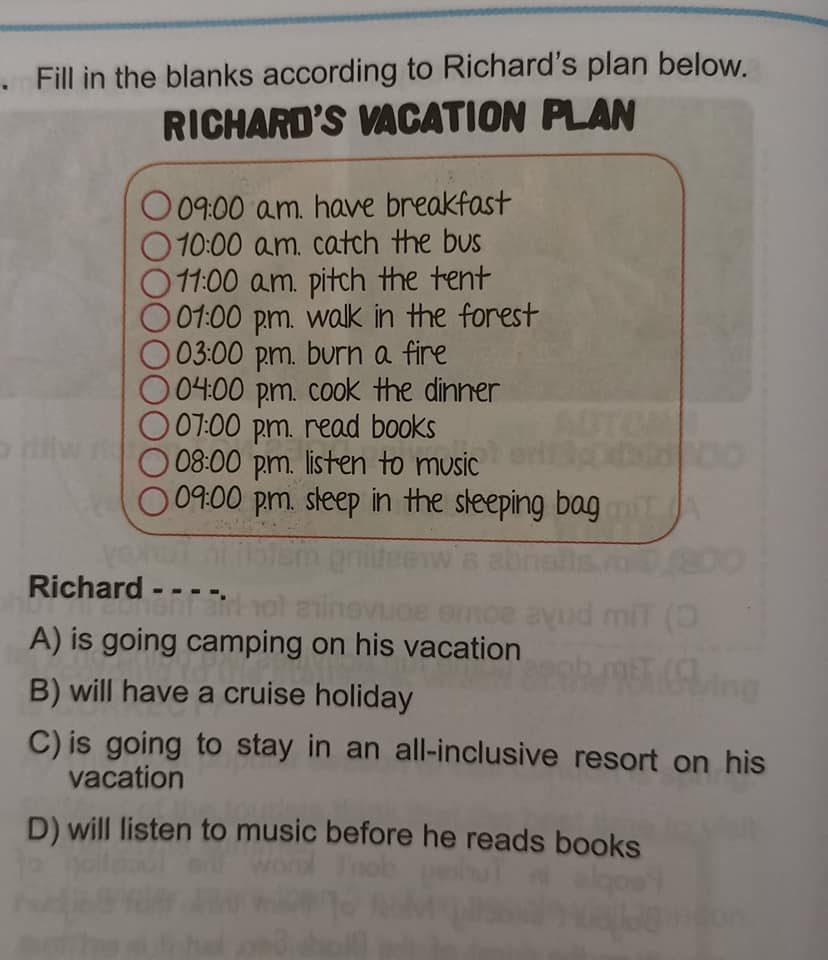 . Fill in the blanks according to Richard's plan below.
RICHARD'S VACATION PLAN
09:00 a.m. have breakfast
10:00 a.m. catch the bus
11:00 a.m. pitch the tent
01:00 p.m. walk in the forest
03:00 p.m. burn a fire
04:00 p.m. cook the dinner
07:00 p.m. read books
08:00 p.m. listen to music
09:00 p.m. sleep in the sleeping bag
Richard - - - -.
A) is going camping on his vacation
B) will have a cruise holiday
C) is going to stay in an all-inclusive resort on his
vacation
D) will listen to music before he reads books